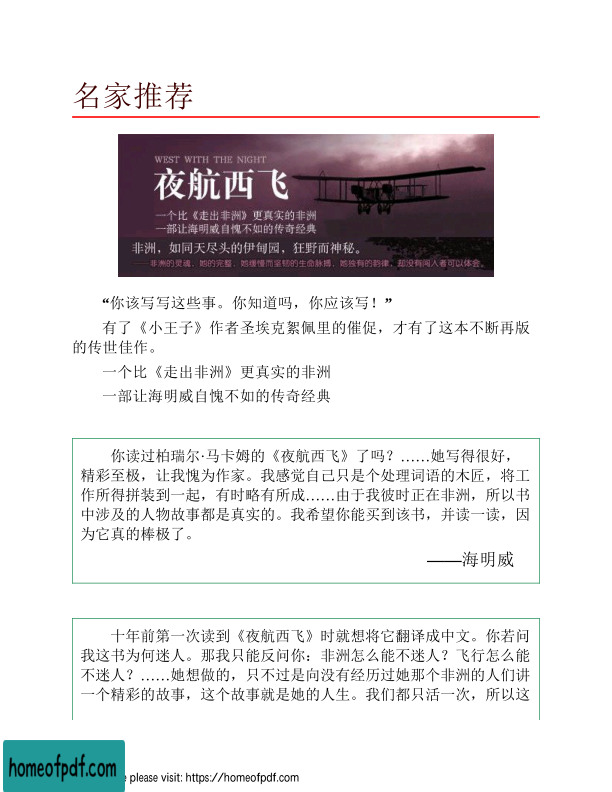 名家推荐
WEST WITH THE NIGHT
夜航西飞
一个比《走出非洲》更真实的非洲
一部让海明威自愧不如的传奇经典
非洲，如同天尽头的伊甸园，狂野而神秘。
——非洲的灵魂、她的完整、她缓慢而坚韧的生命脉搏、她独有的韵律，却没有闯入者可以体会。
“你该写写这些事。你知道吗，你应该写！”
有了《小王子》作者圣埃克絮佩里的催促，才有了这本不断再版
的传世佳作。
一个比《走出非洲》更真实的非洲
一部让海明威自愧不如的传奇经典
你读过柏瑞尔·马卡姆的《夜航西飞》了吗？……她写得很好，
精彩至极，让我愧为作家。我感觉自己只是个处理词语的木匠，将工
作所得拼装到一起，有时略有所成……由于我彼时正在非洲，所以书
中涉及的人物故事都是真实的。我希望你能买到该书，并读一读，因
为它真的棒极了。
——海明威
十年前第一次读到《夜航西飞》时就想将它翻译成中文。你若问
我这书为何迷人。那我只能反问你：非洲怎么能不迷人？飞行怎么能
不迷人？……她想做的，只不过是向没有经历过她那个非洲的人们讲
一个精彩的故事，这个故事就是她的人生。我们都只活一次，所以这
homeofpdf.com
e please visit: https://homeofpdf.com